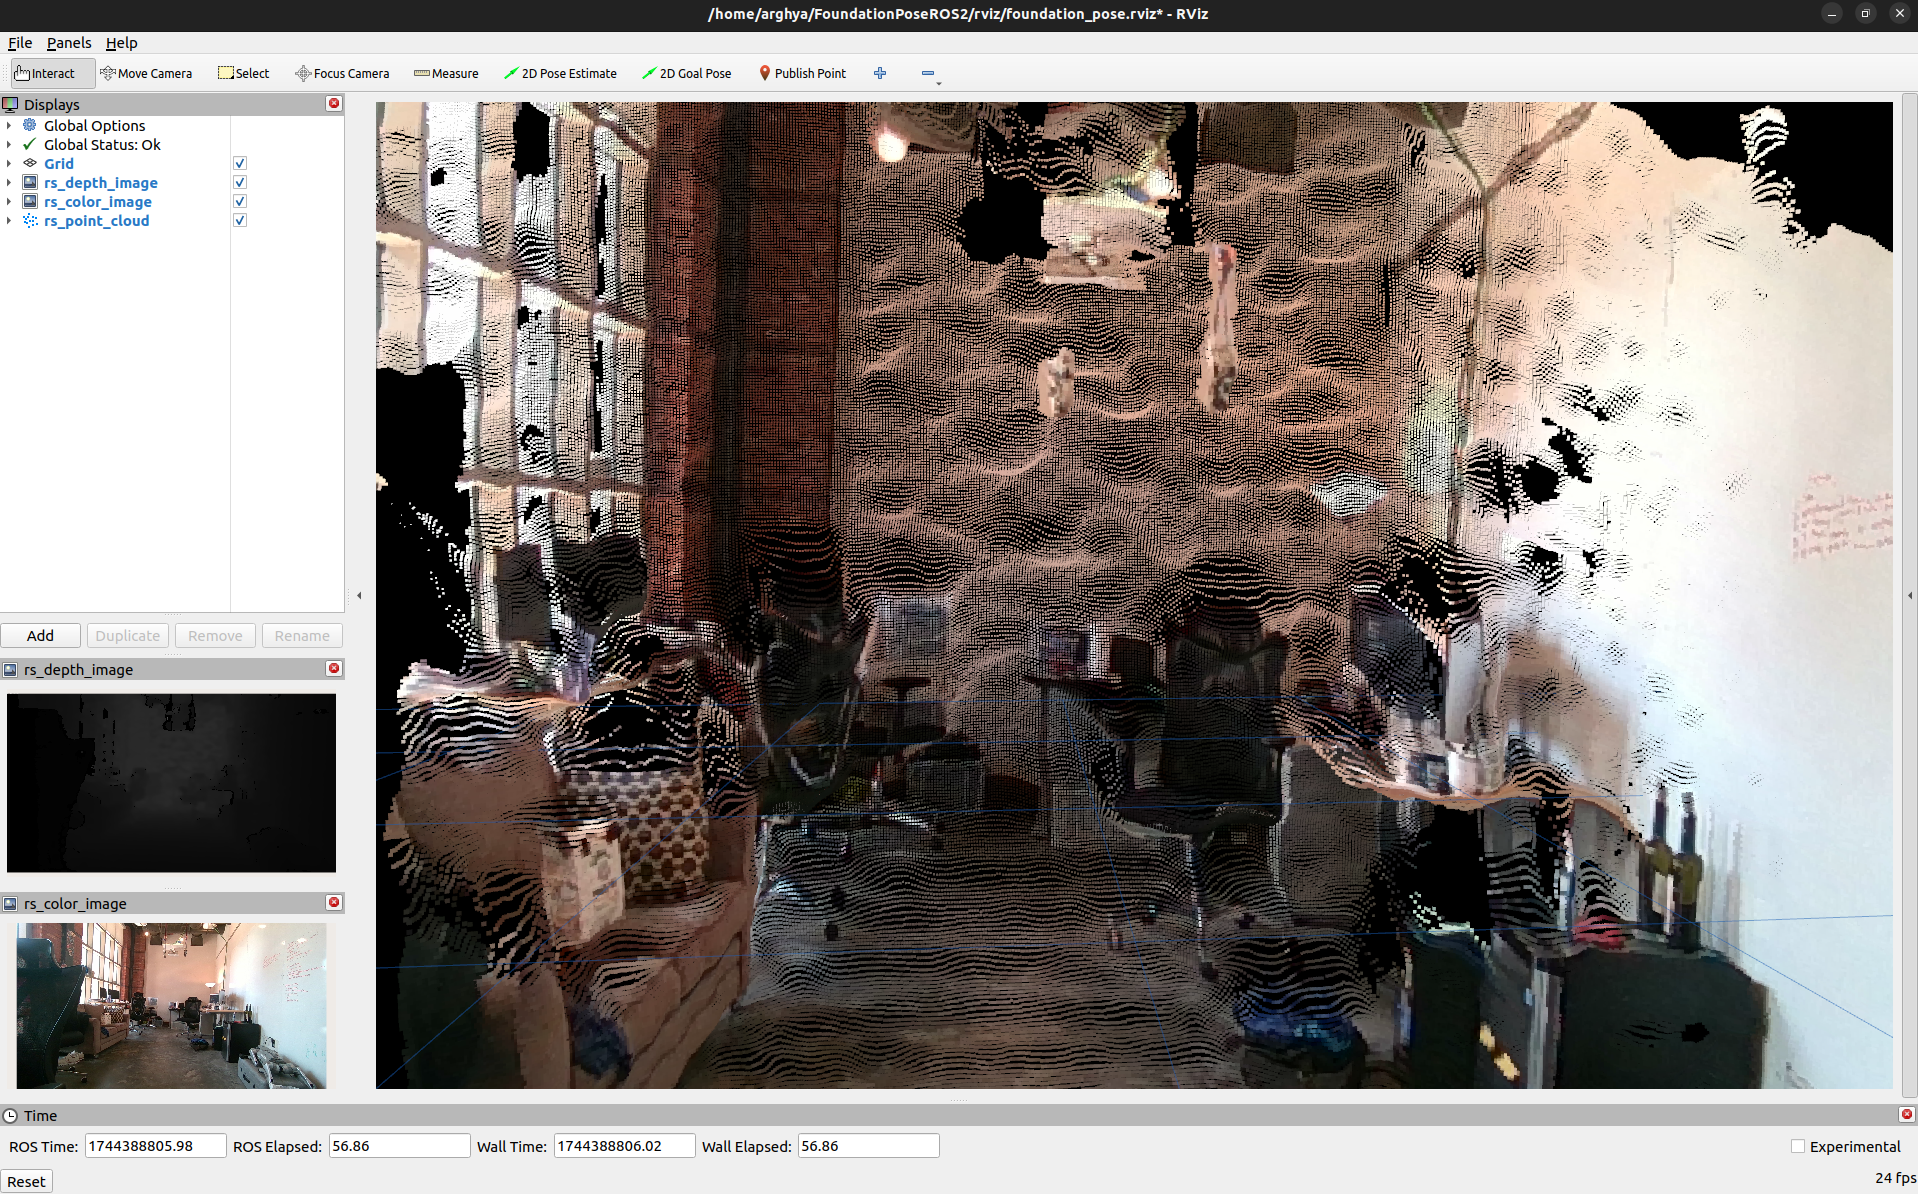 /home/arghya/FoundationPoseROS2/rviz/foundation_pose.rviz* - RViz
File Panels Help
Interact Move Camera Select Focus Camera Measure 2D Pose Estimate 2D Goal Pose Publish Point
Displays
Global Options
Global Status: Ok
Grid
rs_depth_image
rs_color_image
rs_point_cloud
Add Duplicate Remove Rename
rs_depth_image
rs_color_image
Time
ROS Time: 1744388805.98 ROS Elapsed: 56.86 Wall Time: 1744388806.02 Wall Elapsed: 56.86 Experimental
Reset 24 fps